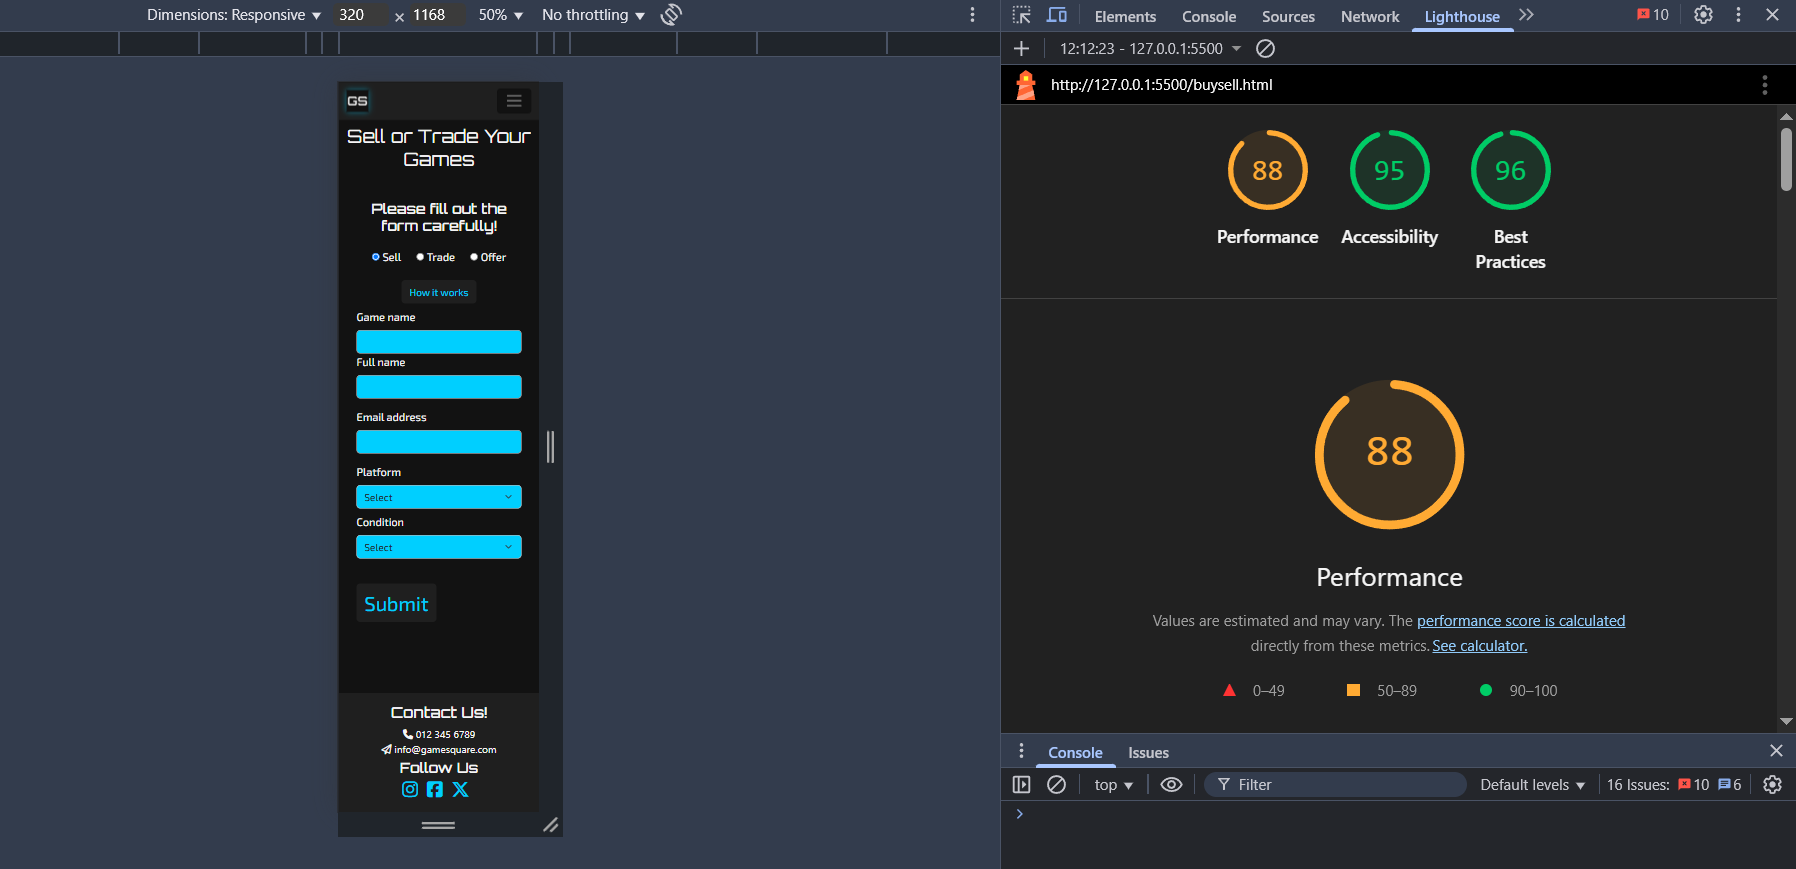 Dimensions: Responsive 320 × 1168 50% No throttling
GS
Sell or Trade Your
Games
Please fill out the
form carefully!
Sell Trade Offer
How it works
Game name
Full name
Email address
Platform
Select
Condition
Select
Submit
Contact Us!
012 345 6789
info@gamesquare.com
Follow Us
Elements Console Sources Network Lighthouse 10
12:12:23 - 127.0.0.1:5500
http://127.0.0.1:5500/buysell.html
88 95 96
Performance Accessibility Best
Practices
88
Performance
Values are estimated and may vary. The performance score is calculated
directly from these metrics. See calculator.
0–49 50–89 90–100
Console Issues
top Filter Default levels 16 Issues: 10 6